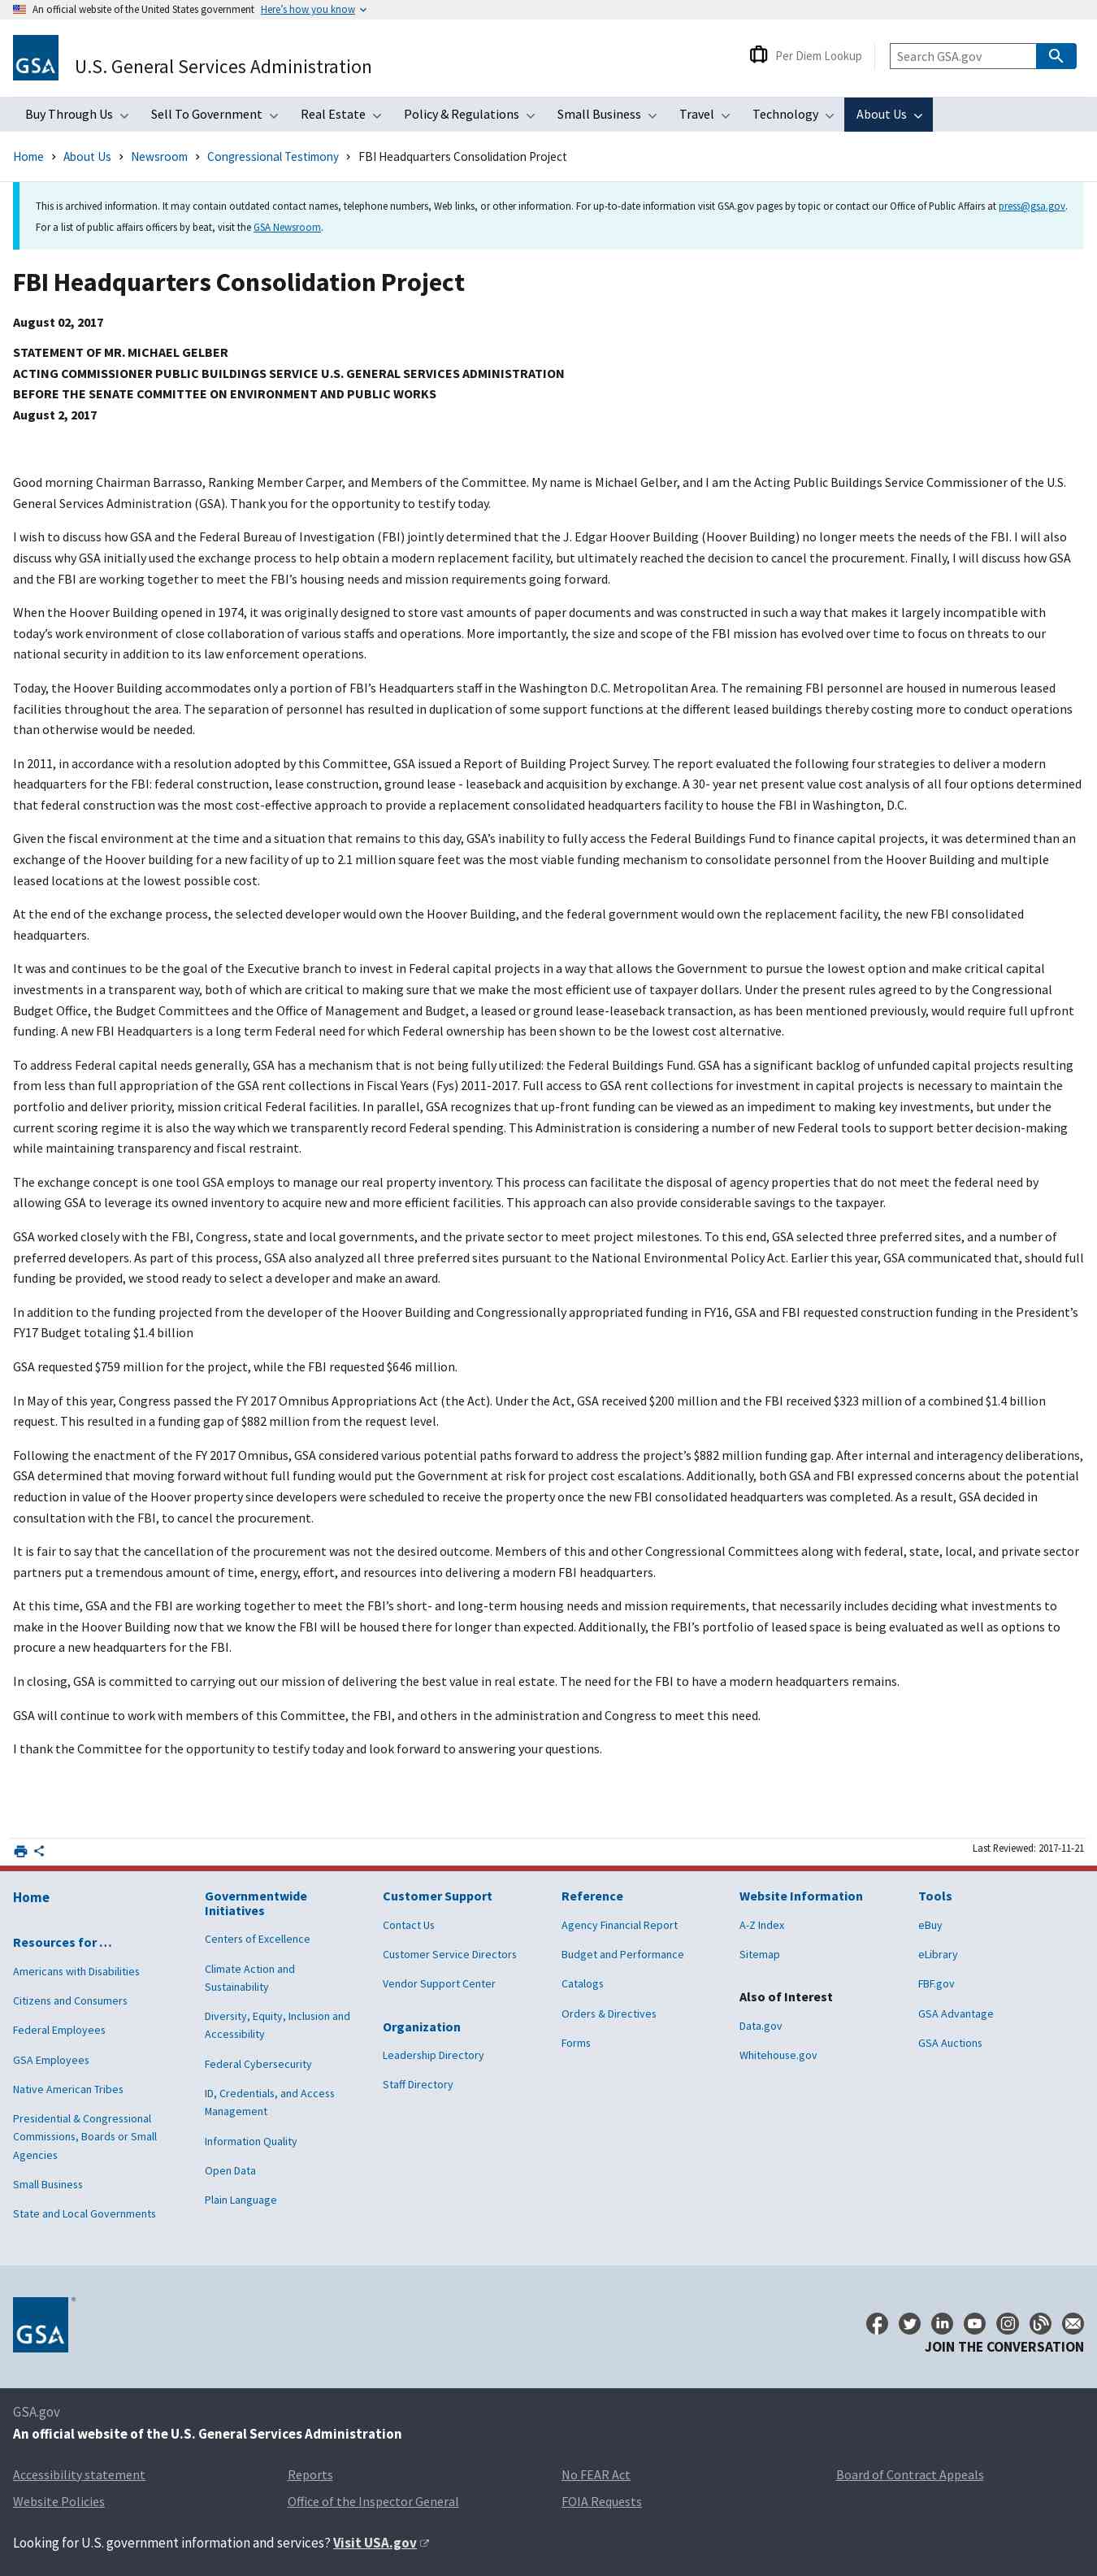 An official website of the United States government Here's how you know
GSA
U.S. General Services Administration
Per Diem Lookup
Search GSA.gov
Buy Through Us Sell To Government Real Estate Policy & Regulations Small Business Travel Technology About Us
Home > About Us > Newsroom > Congressional Testimony > FBI Headquarters Consolidation Project
This is archived information. It may contain outdated contact names, telephone numbers, Web links, or other information. For up-to-date information visit GSA.gov pages by topic or contact our Office of Public Affairs at press@gsa.gov.
For a list of public affairs officers by beat, visit the GSA Newsroom.
FBI Headquarters Consolidation Project
August 02, 2017
STATEMENT OF MR. MICHAEL GELBER
ACTING COMMISSIONER PUBLIC BUILDINGS SERVICE U.S. GENERAL SERVICES ADMINISTRATION
BEFORE THE SENATE COMMITTEE ON ENVIRONMENT AND PUBLIC WORKS
August 2, 2017
Good morning Chairman Barrasso, Ranking Member Carper, and Members of the Committee. My name is Michael Gelber, and I am the Acting Public Buildings Service Commissioner of the U.S.
General Services Administration (GSA). Thank you for the opportunity to testify today.
I wish to discuss how GSA and the Federal Bureau of Investigation (FBI) jointly determined that the J. Edgar Hoover Building (Hoover Building) no longer meets the needs of the FBI. I will also
discuss why GSA initially used the exchange process to help obtain a modern replacement facility, but ultimately reached the decision to cancel the procurement. Finally, I will discuss how GSA
and the FBI are working together to meet the FBI's housing needs and mission requirements going forward.
When the Hoover Building opened in 1974, it was originally designed to store vast amounts of paper documents and was constructed in such a way that makes it largely incompatible with
today's work environment of close collaboration of various staffs and operations. More importantly, the size and scope of the FBI mission has evolved over time to focus on threats to our
national security in addition to its law enforcement operations.
Today, the Hoover Building accommodates only a portion of FBI's Headquarters staff in the Washington D.C. Metropolitan Area. The remaining FBI personnel are housed in numerous leased
facilities throughout the area. The separation of personnel has resulted in duplication of some support functions at the different leased buildings thereby costing more to conduct operations
than would otherwise would be needed.
In 2011, in accordance with a resolution adopted by this Committee, GSA issued a Report of Building Project Survey. The report evaluated the following four strategies to deliver a modern
headquarters for the FBI: federal construction, lease construction, ground lease - leaseback and acquisition by exchange. A 30- year net present value cost analysis of all four options determined
that federal construction was the most cost-effective approach to provide a replacement consolidated headquarters facility to house the FBI in Washington, D.C.
Given the fiscal environment at the time and a situation that remains to this day, GSA's inability to fully access the Federal Buildings Fund to finance capital projects, it was determined than an
exchange of the Hoover building for a new facility of up to 2.1 million square feet was the most viable funding mechanism to consolidate personnel from the Hoover Building and multiple
leased locations at the lowest possible cost.
At the end of the exchange process, the selected developer would own the Hoover Building, and the federal government would own the replacement facility, the new FBI consolidated
headquarters.
It was and continues to be the goal of the Executive branch to invest in Federal capital projects in a way that allows the Government to pursue the lowest option and make critical capital
investments in a transparent way, both of which are critical to making sure that we make the most efficient use of taxpayer dollars. Under the present rules agreed to by the Congressional
Budget Office, the Budget Committees and the Office of Management and Budget, a leased or ground lease-leaseback transaction, as has been mentioned previously, would require full upfront
funding. A new FBI Headquarters is a long term Federal need for which Federal ownership has been shown to be the lowest cost alternative.
To address Federal capital needs generally, GSA has a mechanism that is not being fully utilized: the Federal Buildings Fund. GSA has a significant backlog of unfunded capital projects resulting
from less than full appropriation of the GSA rent collections in Fiscal Years (Fys) 2011-2017. Full access to GSA rent collections for investment in capital projects is necessary to maintain the
portfolio and deliver priority, mission critical Federal facilities. In parallel, GSA recognizes that up-front funding can be viewed as an impediment to making key investments, but under the
current scoring regime it is also the way which we transparently record Federal spending. This Administration is considering a number of new Federal tools to support better decision-making
while maintaining transparency and fiscal restraint.
The exchange concept is one tool GSA employs to manage our real property inventory. This process can facilitate the disposal of agency properties that do not meet the federal need by
allowing GSA to leverage its owned inventory to acquire new and more efficient facilities. This approach can also provide considerable savings to the taxpayer.
GSA worked closely with the FBI, Congress, state and local governments, and the private sector to meet project milestones. To this end, GSA selected three preferred sites, and a number of
preferred developers. As part of this process, GSA also analyzed all three preferred sites pursuant to the National Environmental Policy Act. Earlier this year, GSA communicated that, should full
funding be provided, we stood ready to select a developer and make an award.
In addition to the funding projected from the developer of the Hoover Building and Congressionally appropriated funding in FY16, GSA and FBI requested construction funding in the President's
FY17 Budget totaling $1.4 billion
GSA requested $759 million for the project, while the FBI requested $646 million.
In May of this year, Congress passed the FY 2017 Omnibus Appropriations Act (the Act). Under the Act, GSA received $200 million and the FBI received $323 million of a combined $1.4 billion
request. This resulted in a funding gap of $882 million from the request level.
Following the enactment of the FY 2017 Omnibus, GSA considered various potential paths forward to address the project's $882 million funding gap. After internal and interagency deliberations,
GSA determined that moving forward without full funding would put the Government at risk for project cost escalations. Additionally, both GSA and FBI expressed concerns about the potential
reduction in value of the Hoover property since developers were scheduled to receive the property once the new FBI consolidated headquarters was completed. As a result, GSA decided in
consultation with the FBI, to cancel the procurement.
It is fair to say that the cancellation of the procurement was not the desired outcome. Members of this and other Congressional Committees along with federal, state, local, and private sector
partners put a tremendous amount of time, energy, effort, and resources into delivering a modern FBI headquarters.
At this time, GSA and the FBI are working together to meet the FBI's short- and long-term housing needs and mission requirements, that necessarily includes deciding what investments to
make in the Hoover Building now that we know the FBI will be housed there for longer than expected. Additionally, the FBI's portfolio of leased space is being evaluated as well as options to
procure a new headquarters for the FBI.
In closing, GSA is committed to carrying out our mission of delivering the best value in real estate. The need for the FBI to have a modern headquarters remains.
GSA will continue to work with members of this Committee, the FBI, and others in the administration and Congress to meet this need.
I thank the Committee for the opportunity to testify today and look forward to answering your questions.
Last Reviewed: 2017-11-21
Home
Resources for …
Americans with Disabilities
Citizens and Consumers
Federal Employees
GSA Employees
Native American Tribes
Presidential & Congressional
Commissions, Boards or Small
Agencies
Small Business
State and Local Governments
Governmentwide
Initiatives
Centers of Excellence
Climate Action and
Sustainability
Diversity, Equity, Inclusion and
Accessibility
Federal Cybersecurity
ID, Credentials, and Access
Management
Information Quality
Open Data
Plain Language
Customer Support
Contact Us
Customer Service Directors
Vendor Support Center
Organization
Leadership Directory
Staff Directory
Reference
Agency Financial Report
Budget and Performance
Catalogs
Orders & Directives
Forms
Website Information
A-Z Index
Sitemap
Also of Interest
Data.gov
Whitehouse.gov
Tools
eBuy
eLibrary
FBF.gov
GSA Advantage
GSA Auctions
GSA ®
JOIN THE CONVERSATION
GSA.gov
An official website of the U.S. General Services Administration
Accessibility statement Reports No FEAR Act Board of Contract Appeals
Website Policies Office of the Inspector General FOIA Requests
Looking for U.S. government information and services? Visit USA.gov